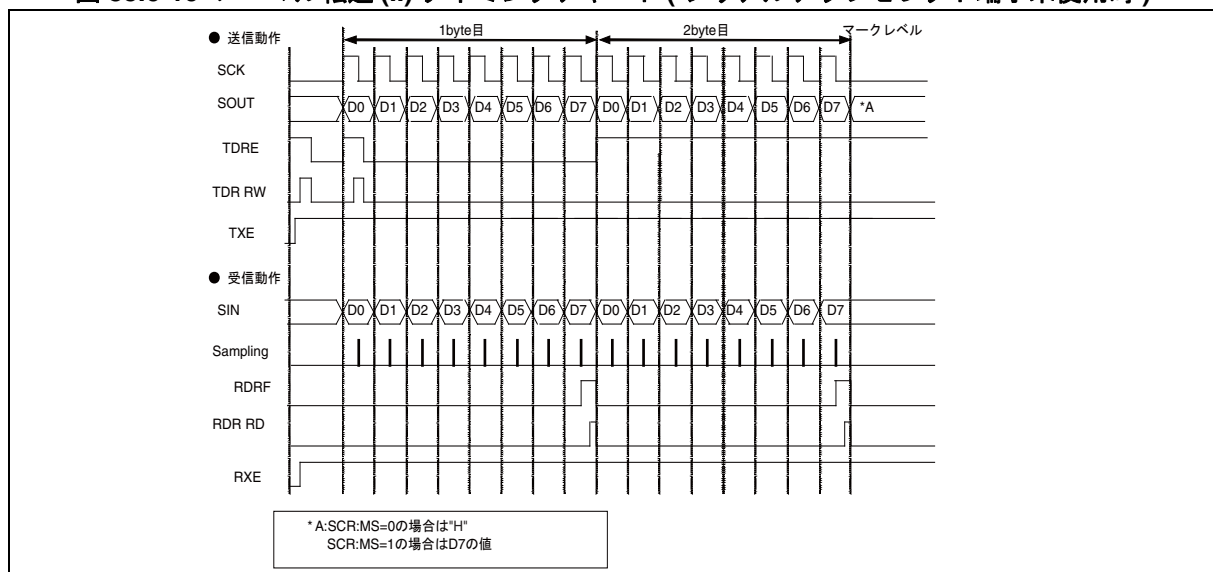 1byte目 2byte目 マークレベル
● 送信動作
SCK
SOUT D0 D1 D2 D3 D4 D5 D6 D7 D0 D1 D2 D3 D4 D5 D6 D7 *A
TDRE
TDR RW
TXE
● 受信動作
SIN D0 D1 D2 D3 D4 D5 D6 D7 D0 D1 D2 D3 D4 D5 D6 D7
Sampling
RDRF
RDR RD
RXE
*A:SCR:MS=0の場合は"H"
SCR:MS=1の場合はD7の値